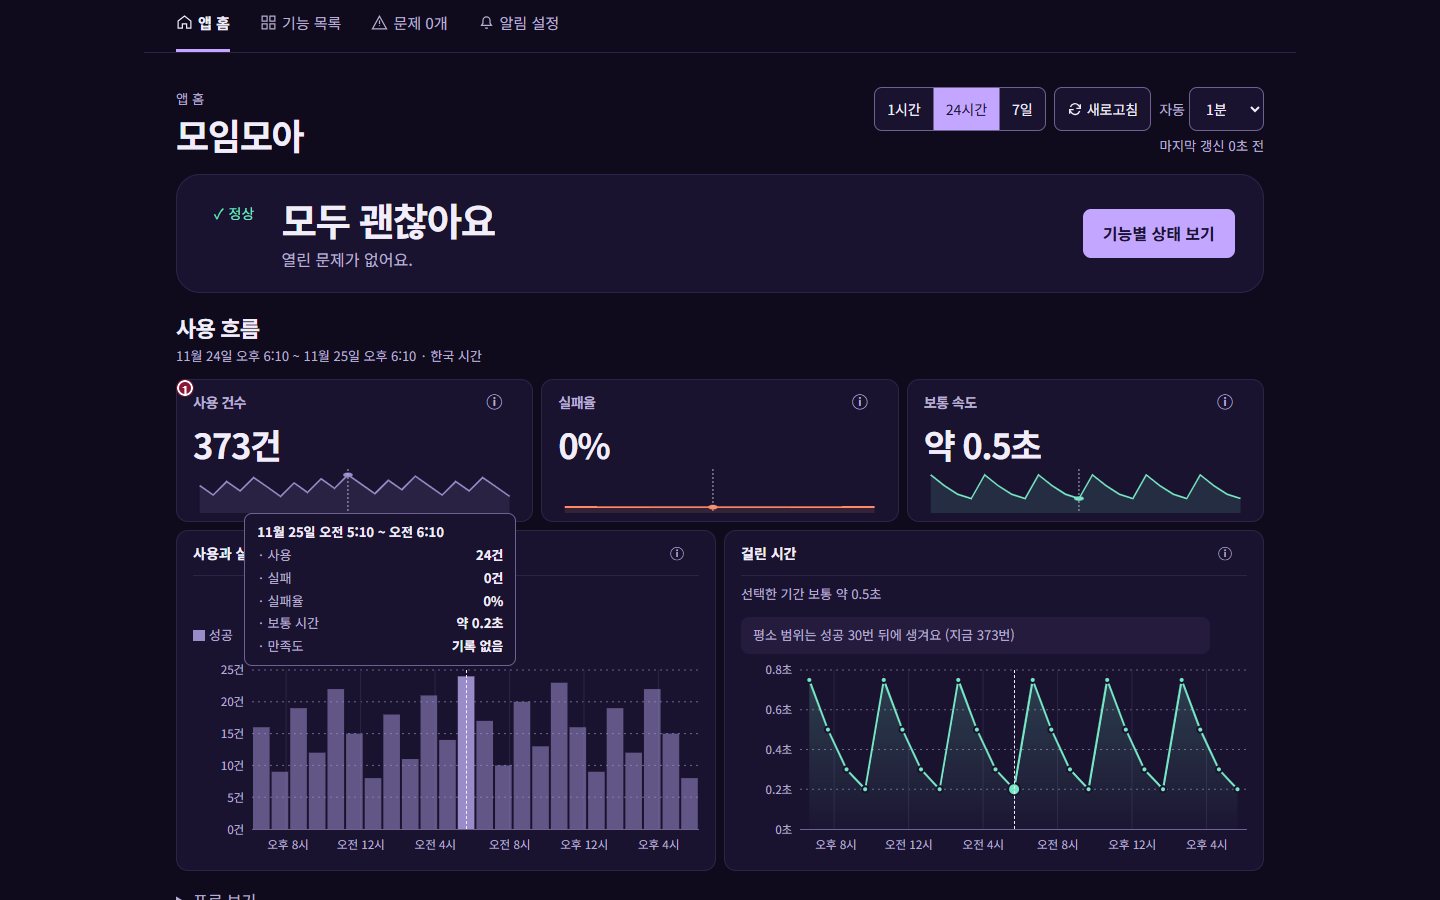 앱 홈
기능 목록
문제 0개
알림 설정
앱 홈
모임모아
1시간
24시간
7일
새로고침
자동
1분
마지막 갱신 0초 전
✓ 정상
모두 괜찮아요
열린 문제가 없어요.
기능별 상태 보기
사용 흐름
11월 24일 오후 6:10 ~ 11월 25일 오후 6:10 · 한국 시간
1
사용 건수
373건
실패율
0%
보통 속도
약 0.5초
11월 25일 오전 5:10 ~ 오전 6:10
· 사용 24건
· 실패 0건
· 실패율 0%
· 보통 시간 약 0.2초
· 만족도 기록 없음
사용과
성공
25건
20건
15건
10건
5건
0건
오후 8시
오전 12시
오전 4시
오전 8시
오후 12시
오후 4시
걸린 시간
선택한 기간 보통 약 0.5초
평소 범위는 성공 30번 뒤에 생겨요 (지금 373번)
0.8초
0.6초
0.4초
0.2초
0초
오후 8시
오전 12시
오전 4시
오전 8시
오후 12시
오후 4시